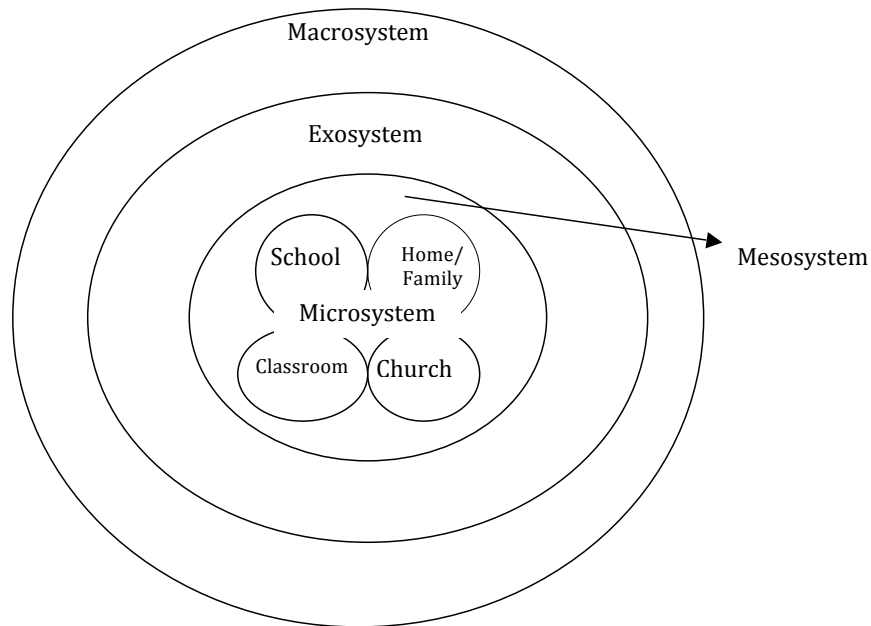 Macrosystem
Exosystem
School
Home/
Family
Mesosystem
Microsystem
Classroom
Church